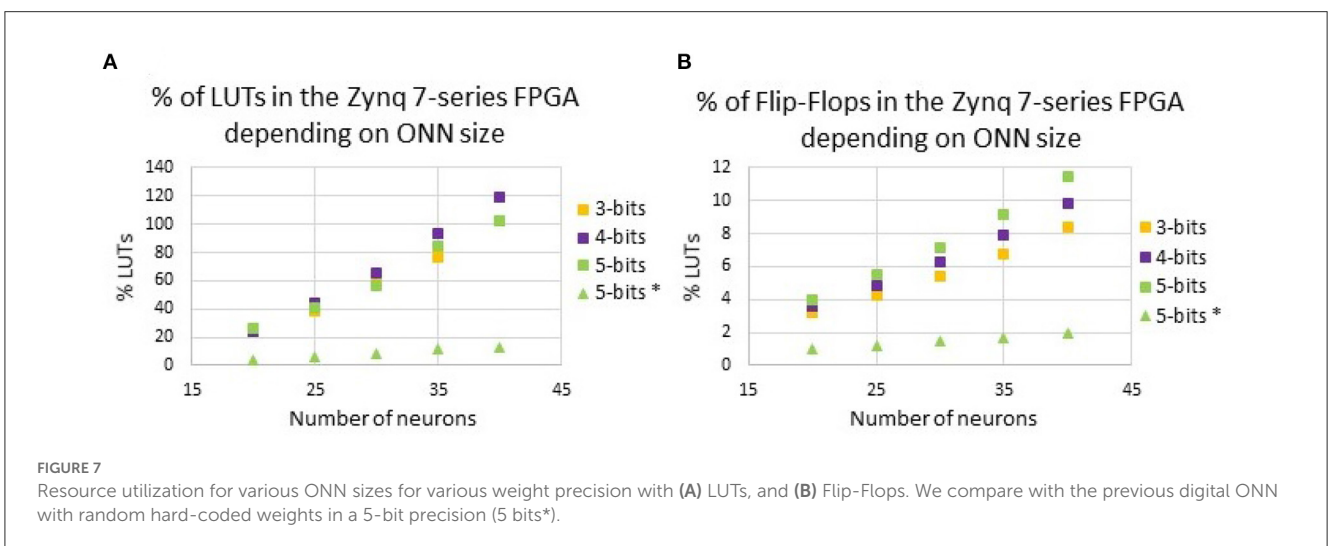 A
% of LUTs in the Zynq 7-series FPGA
depending on ONN size
140
120
100
80
60
40
20
0
% LUTs
15
25
35
45
Number of neurons
3-bits
4-bits
5-bits
5-bits *
B
% of Flip-Flops in the Zynq 7-series FPGA
depending on ONN size
12
10
8
6
4
2
0
% LUTs
15
25
35
45
Number of neurons
3-bits
4-bits
5-bits
5-bits *
FIGURE 7
Resource utilization for various ONN sizes for various weight precision with (A) LUTs, and (B) Flip-Flops. We compare with the previous digital ONN
with random hard-coded weights in a 5-bit precision (5 bits*).